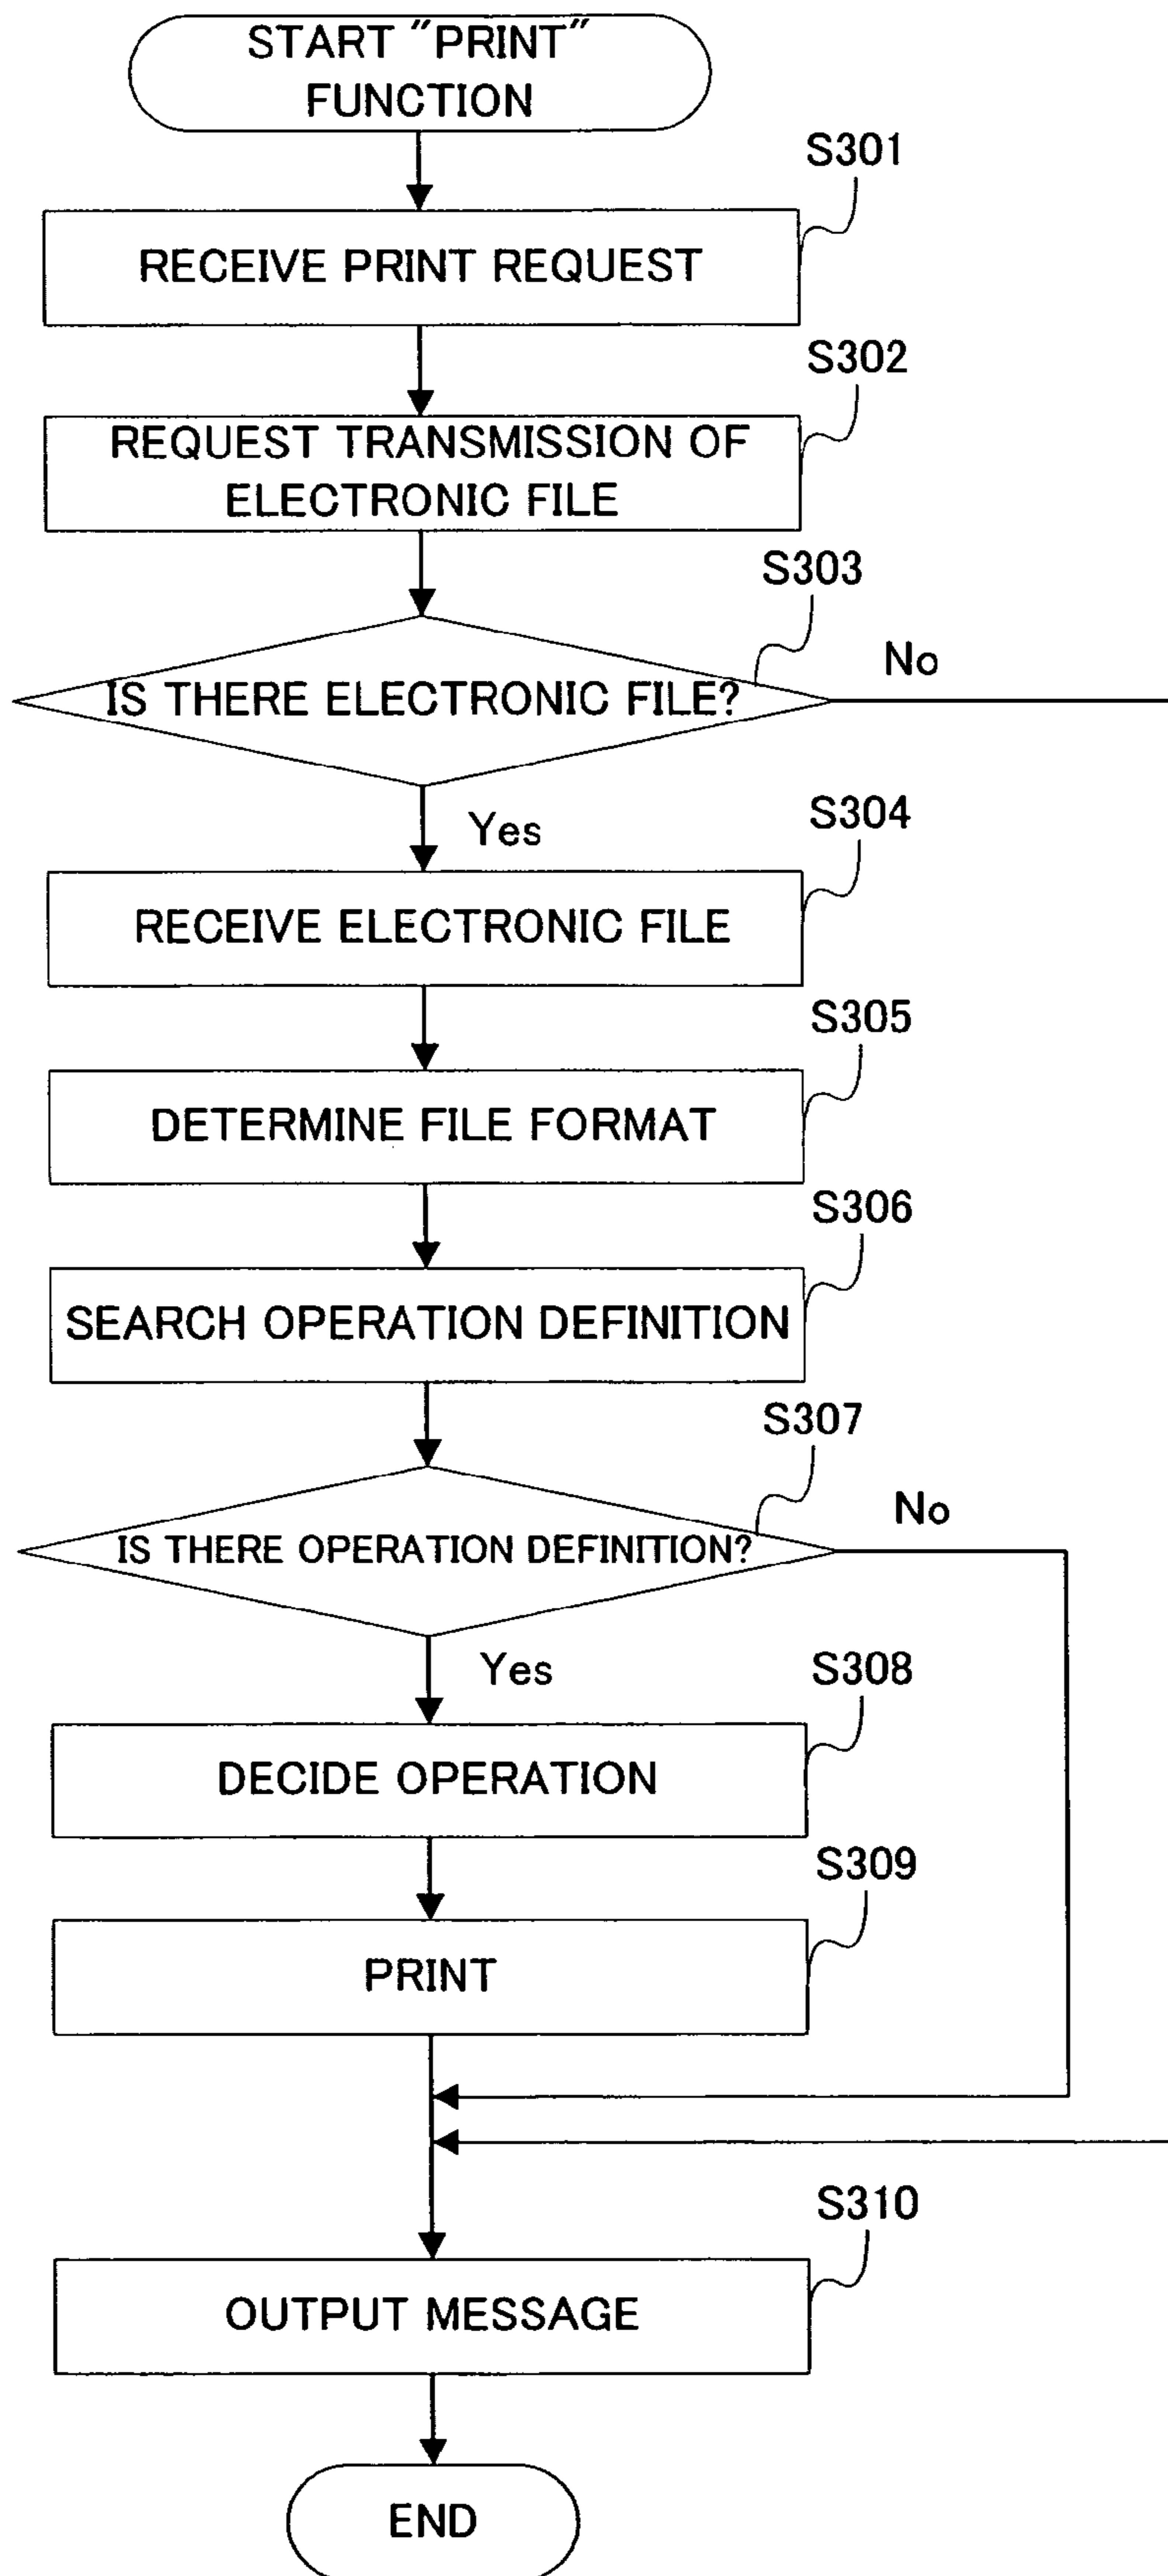 START "PRINT"
FUNCTION
S301
RECEIVE PRINT REQUEST
S302
REQUEST TRANSMISSION OF
ELECTRONIC FILE
S303
No
IS THERE ELECTRONIC FILE?
Yes
S304
RECEIVE ELECTRONIC FILE
S305
DETERMINE FILE FORMAT
S306
SEARCH OPERATION DEFINITION
S307
No
IS THERE OPERATION DEFINITION?
Yes
S308
DECIDE OPERATION
S309
PRINT
S310
OUTPUT MESSAGE
END